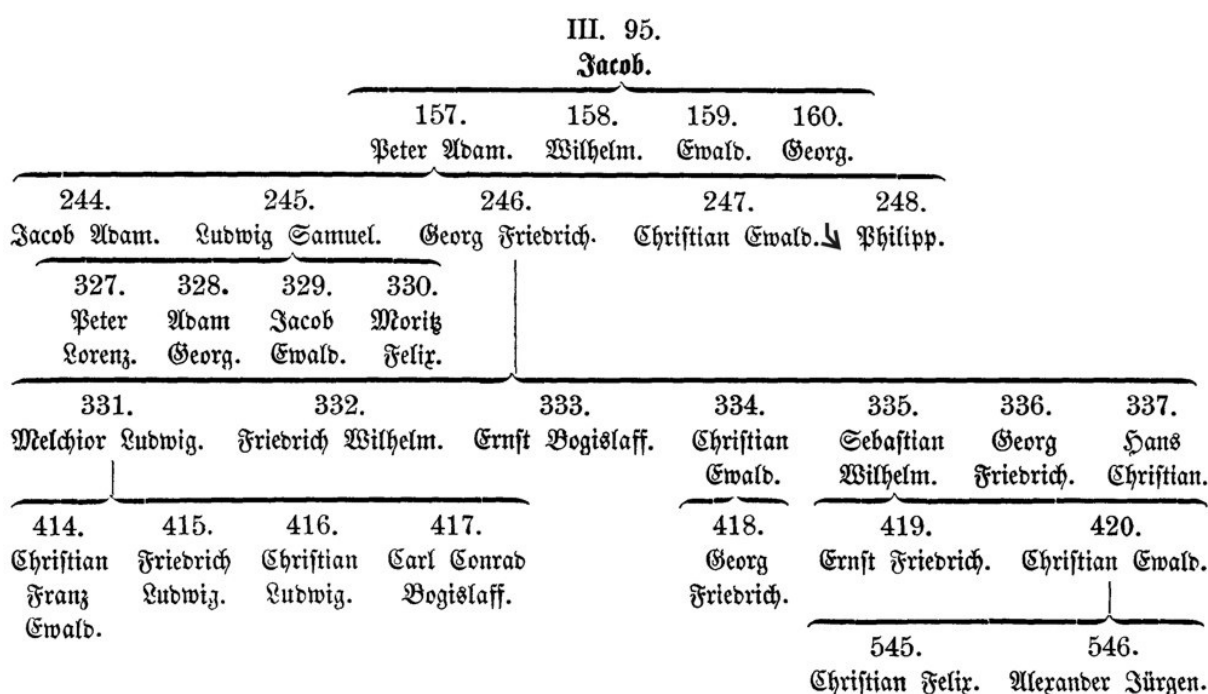 III. 95.
Jacob.
157. 158. 159. 160.
Peter Adam. Wilhelm. Ewald. Georg.
244. 245. 246. 247. 248.
Jacob Adam. Ludwig Samuel. Georg Friedrich. Christian Ewald. Philipp.
327. 328. 329. 330.
Peter Adam Jacob Moritz
Lorenz. Georg. Ewald. Felix.
331. 332. 333. 334. 335. 336. 337.
Melchior Ludwig. Friedrich Wilhelm. Ernst Bogislaff. Christian Sebastian Georg Hans
Ewald. Wilhelm. Friedrich. Christian.
414. 415. 416. 417. 418. 419. 420.
Christian Friedrich Christian Carl Conrad Georg Ernst Friedrich. Christian Ewald.
Franz Ludwig. Ludwig. Bogislaff. Friedrich.
Ewald.
545. 546.
Christian Felix. Alexander Jürgen.